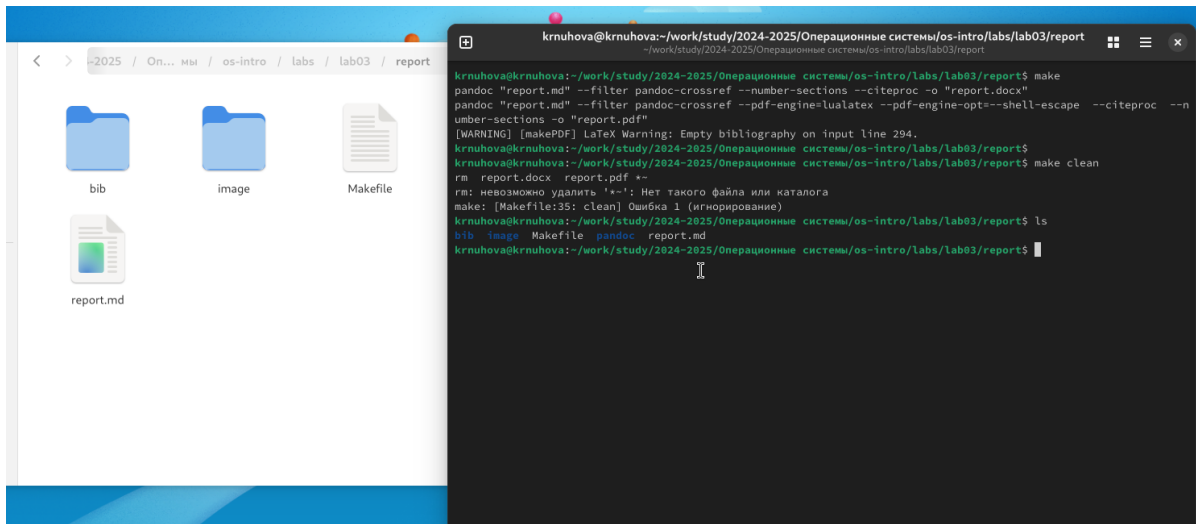 -2025 / Оп... мы / os-intro / labs / lab03 / report
bib
image
Makefile
report.md
krnuhova@krnuhova:~/work/study/2024-2025/Операционные системы/os-intro/labs/lab03/report
~/work/study/2024-2025/Операционные системы/os-intro/labs/lab03/report
krnuhova@krnuhova:~/work/study/2024-2025/Операционные системы/os-intro/labs/lab03/report$ make
pandoc "report.md" --filter pandoc-crossref --number-sections --citeproc -o "report.docx"
pandoc "report.md" --filter pandoc-crossref --pdf-engine=lualatex --pdf-engine-opt=--shell-escape  --citeproc  --n
umber-sections -o "report.pdf"
[WARNING] [makePDF] LaTeX Warning: Empty bibliography on input line 294.
krnuhova@krnuhova:~/work/study/2024-2025/Операционные системы/os-intro/labs/lab03/report$
krnuhova@krnuhova:~/work/study/2024-2025/Операционные системы/os-intro/labs/lab03/report$ make clean
rm  report.docx  report.pdf *~
rm: невозможно удалить '*~': Нет такого файла или каталога
make: [Makefile:35: clean] Ошибка 1 (игнорирование)
krnuhova@krnuhova:~/work/study/2024-2025/Операционные системы/os-intro/labs/lab03/report$ ls
bib  image  Makefile  pandoc  report.md
krnuhova@krnuhova:~/work/study/2024-2025/Операционные системы/os-intro/labs/lab03/report$